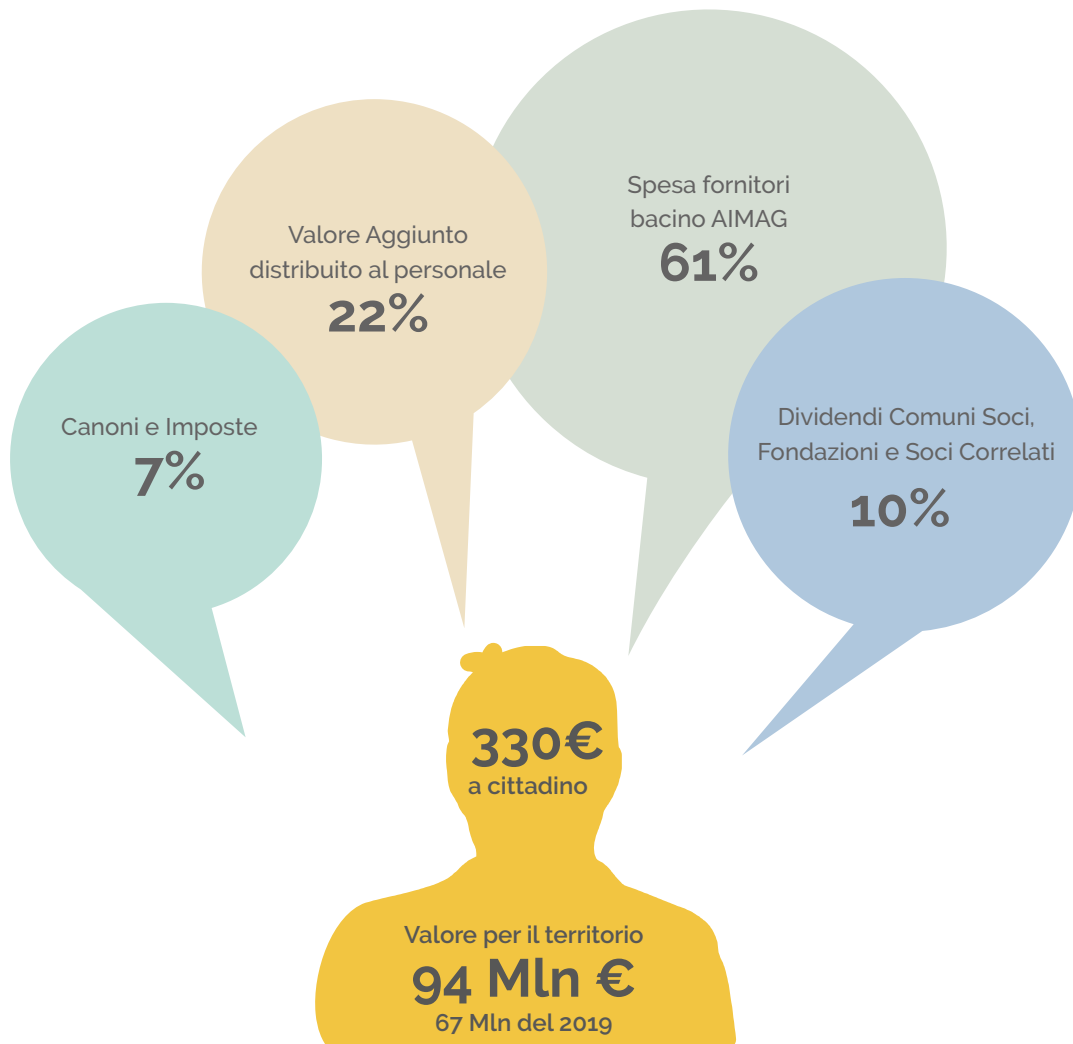 Canoni e Imposte
7%
Valore Aggiunto
distribuito al personale
22%
Spesa fornitori
bacino AIMAG
61%
Dividendi Comuni Soci,
Fondazioni e Soci Correlati
10%
330€
a cittadino
Valore per il territorio
94 Mln €
67 Mln del 2019